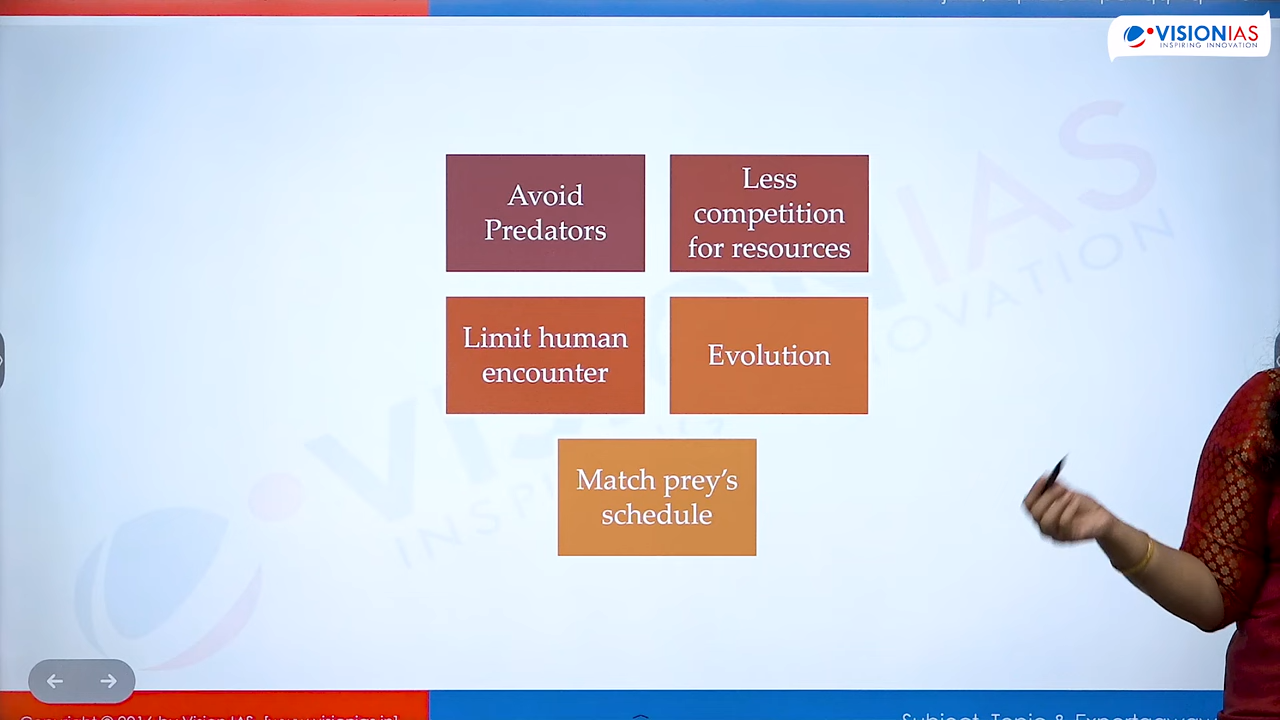 VISIONIAS
INSPIRING INNOVATION
Avoid
Predators
Less
competition
for resources
Limit human
encounter
Evolution
Match prey's
schedule